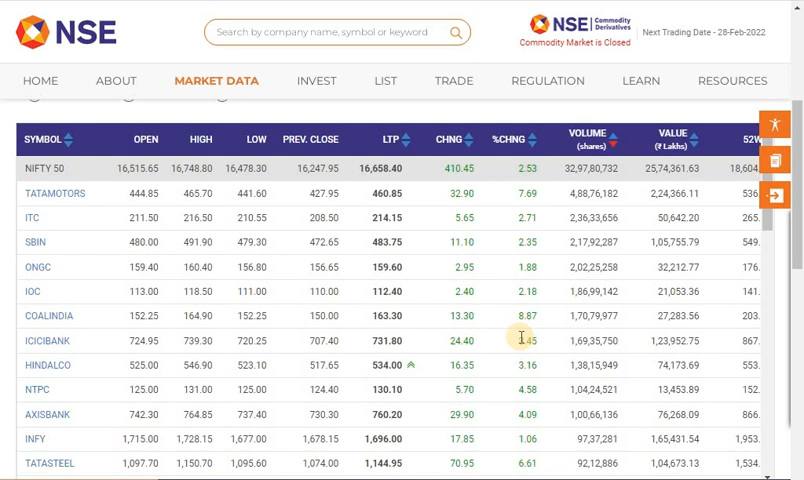 NSE
Search by company name, symbol or keyword
NSE Commodity Derivatives
Commodity Market is Closed
Next Trading Date - 28-Feb-2022
HOME ABOUT MARKET DATA INVEST LIST TRADE REGULATION LEARN RESOURCES
SYMBOL OPEN HIGH LOW PREV. CLOSE LTP CHNG %CHNG VOLUME (shares) VALUE (₹ Lakhs) 52W
NIFTY 50 16,515.65 16,748.80 16,478.30 16,247.95 16,658.40 410.45 2.53 32,97,80,732 25,74,361.63 18,604.
TATAMOTORS 444.85 465.70 441.60 427.95 460.85 32.90 7.69 4,88,76,182 2,24,366.11 536.
ITC 211.50 216.50 210.55 208.50 214.15 5.65 2.71 2,36,33,656 50,642.20 265.
SBIN 480.00 491.90 479.30 472.65 483.75 11.10 2.35 2,17,92,287 1,05,755.79 549.
ONGC 159.40 160.40 156.80 156.65 159.60 2.95 1.88 2,02,25,258 32,212.77 176.
IOC 113.00 118.50 111.00 110.00 112.40 2.40 2.18 1,86,99,142 21,053.36 141.
COALINDIA 152.25 164.90 152.25 150.00 163.30 13.30 8.87 1,70,79,977 27,283.56 203.
ICICIBANK 724.95 739.30 720.25 707.40 731.80 24.40 .45 1,69,35,750 1,23,952.75 867.
HINDALCO 525.00 546.90 523.10 517.65 534.00 16.35 3.16 1,38,15,949 74,173.69 553.
NTPC 125.00 131.00 125.00 124.40 130.10 5.70 4.58 1,04,24,521 13,453.89 152.
AXISBANK 742.30 764.85 737.40 730.30 760.20 29.90 4.09 1,00,66,136 76,268.09 866.
INFY 1,715.00 1,728.15 1,677.00 1,678.15 1,696.00 17.85 1.06 97,37,281 1,65,431.54 1,953.
TATASTEEL 1,097.70 1,150.70 1,095.60 1,074.00 1,144.95 70.95 6.61 92,12,886 1,04,673.13 1,534.